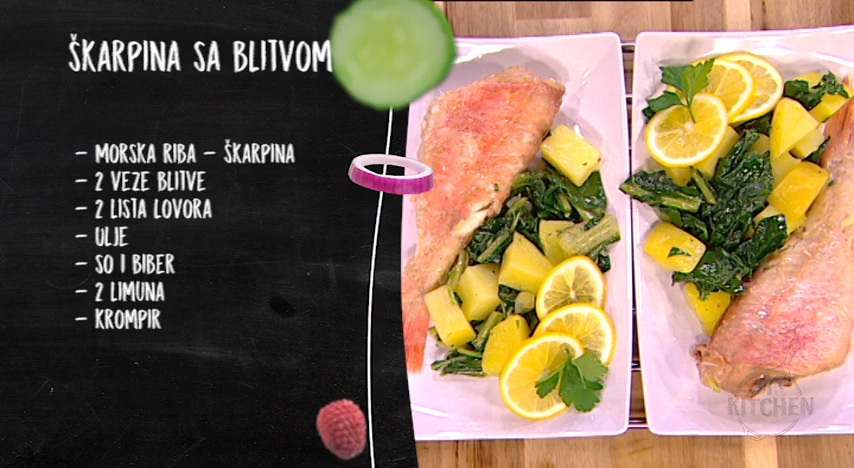 ŠKARPINA SA BLITVOM
- MORSKA RIBA - ŠKARPINA
- 2 VEZE BLITVE
- 2 LISTA LOVORA
- ULJE
- SO I BIBER
- 2 LIMUNA
- KROMPIR
KITCHEN